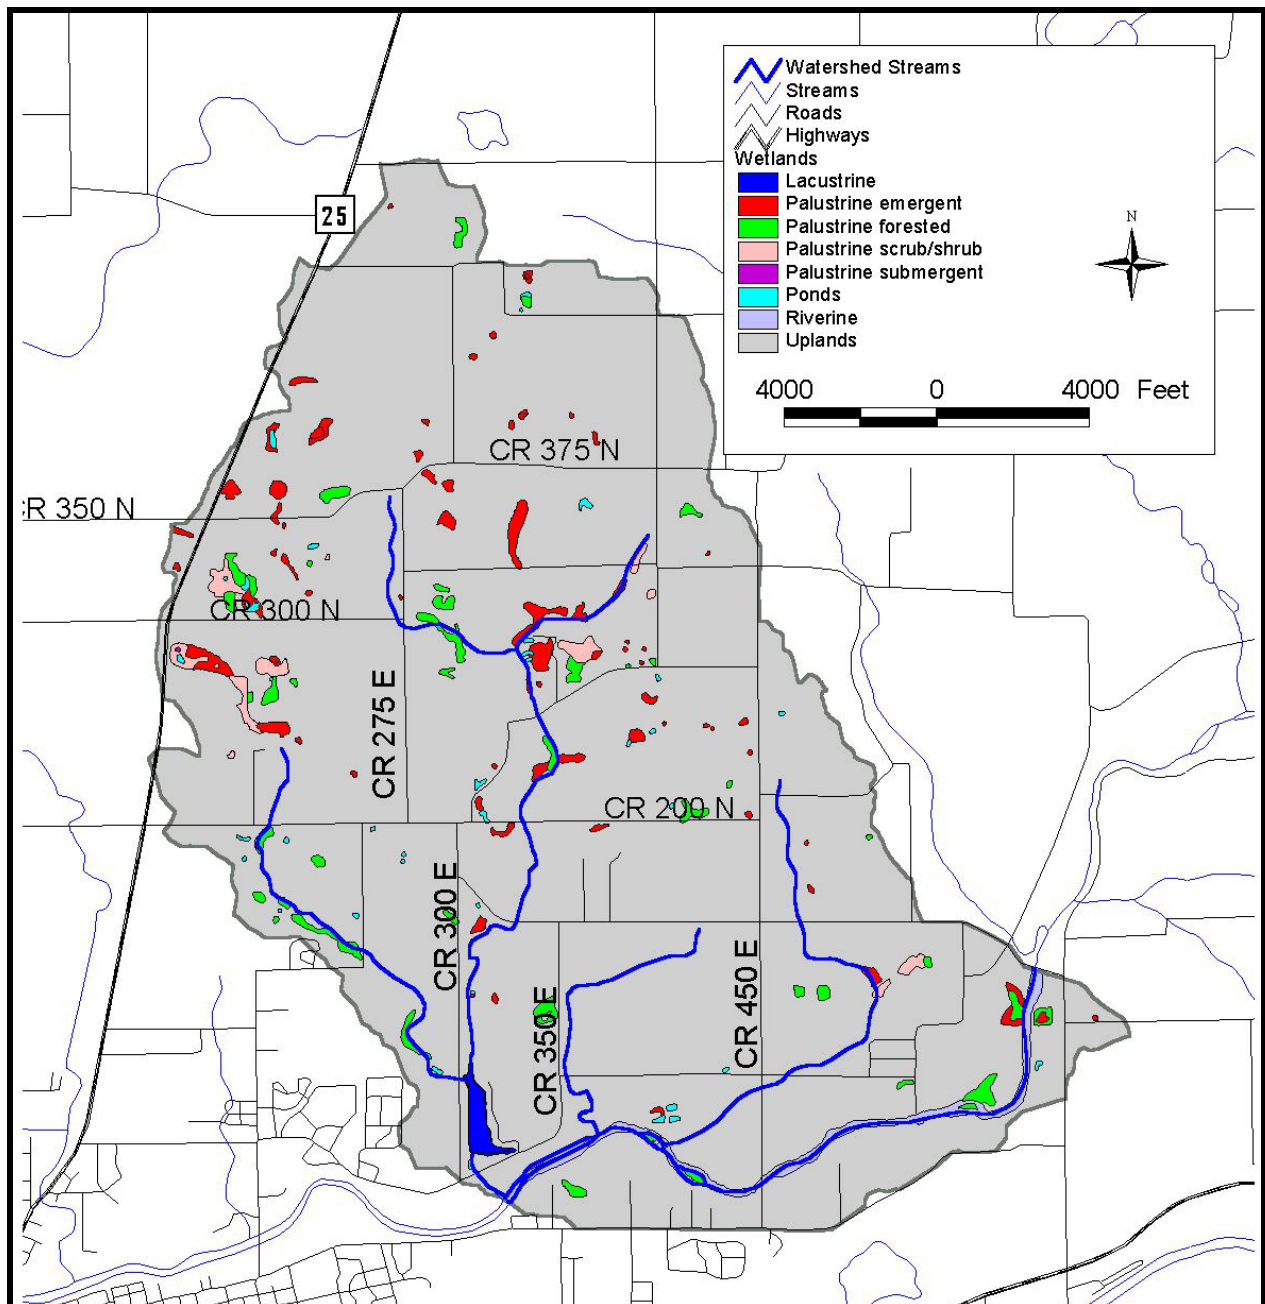 Watershed Streams
Streams
Roads
Highways
Wetlands
Lacustrine
Palustrine emergent
Palustrine forested
Palustrine scrub/shrub
Palustrine submergent
Ponds
Riverine
Uplands
N
4000 0 4000 Feet
25
CR 375 N
CR 350 N
CR 300 N
CR 275 E
CR 200 N
CR 300 E
CR 350 E
CR 450 E